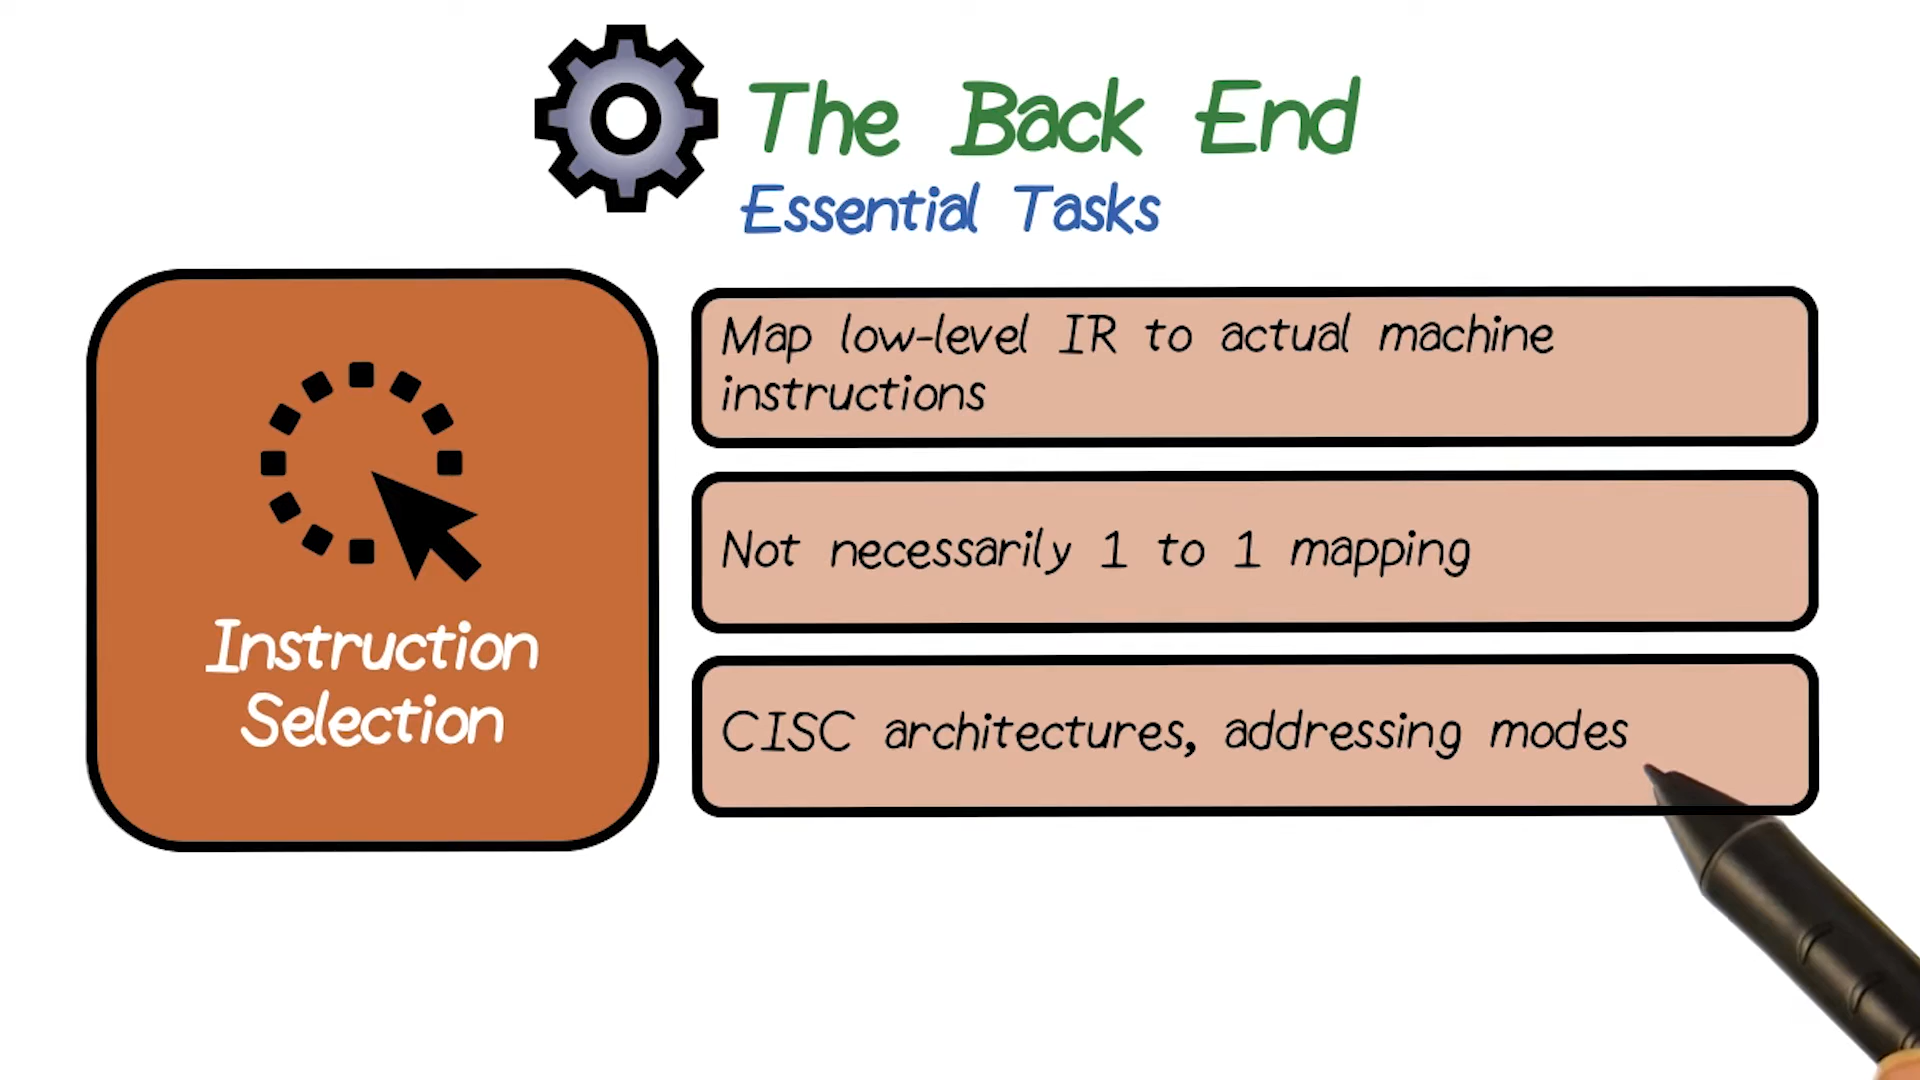 The Back End
Essential Tasks
Instruction
Selection
Map low-level IR to actual machine
instructions
Not necessarily 1 to 1 mapping
CISC architectures, addressing modes